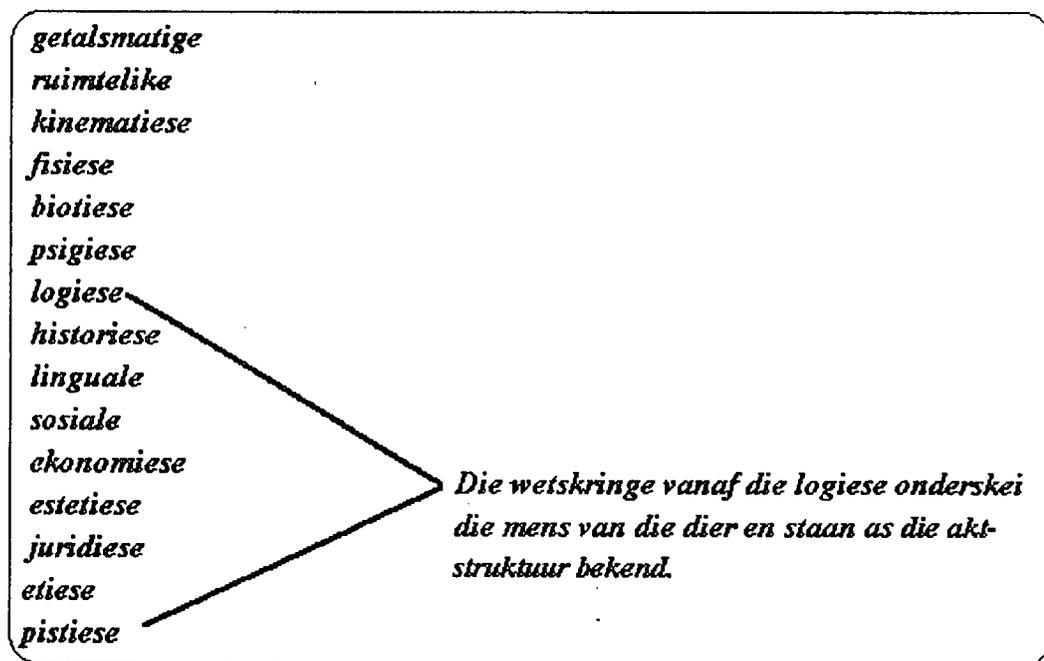 getalsmatige
ruimtelike
kinematiese
fisiese
biotiese
psigiese
logiese
historiese
linguale
sosiale
ekonomiese
estetiese
juridiese
etiese
pistiese
Die wetskringe vanaf die logiese onderskei
die mens van die dier en staan as die akt-
struktuur bekend.